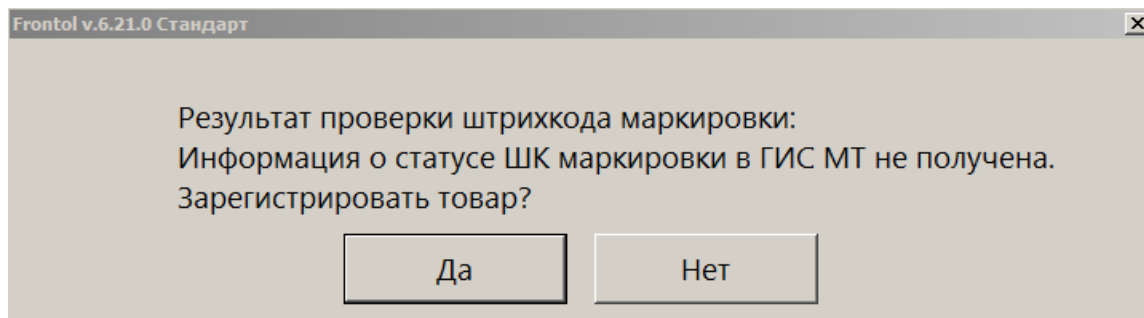 Frontol v.6.21.0 Стандарт
Результат проверки штрихкода маркировки:
Информация о статусе ШК маркировки в ГИС МТ не получена.
Зарегистрировать товар?
Да Нет